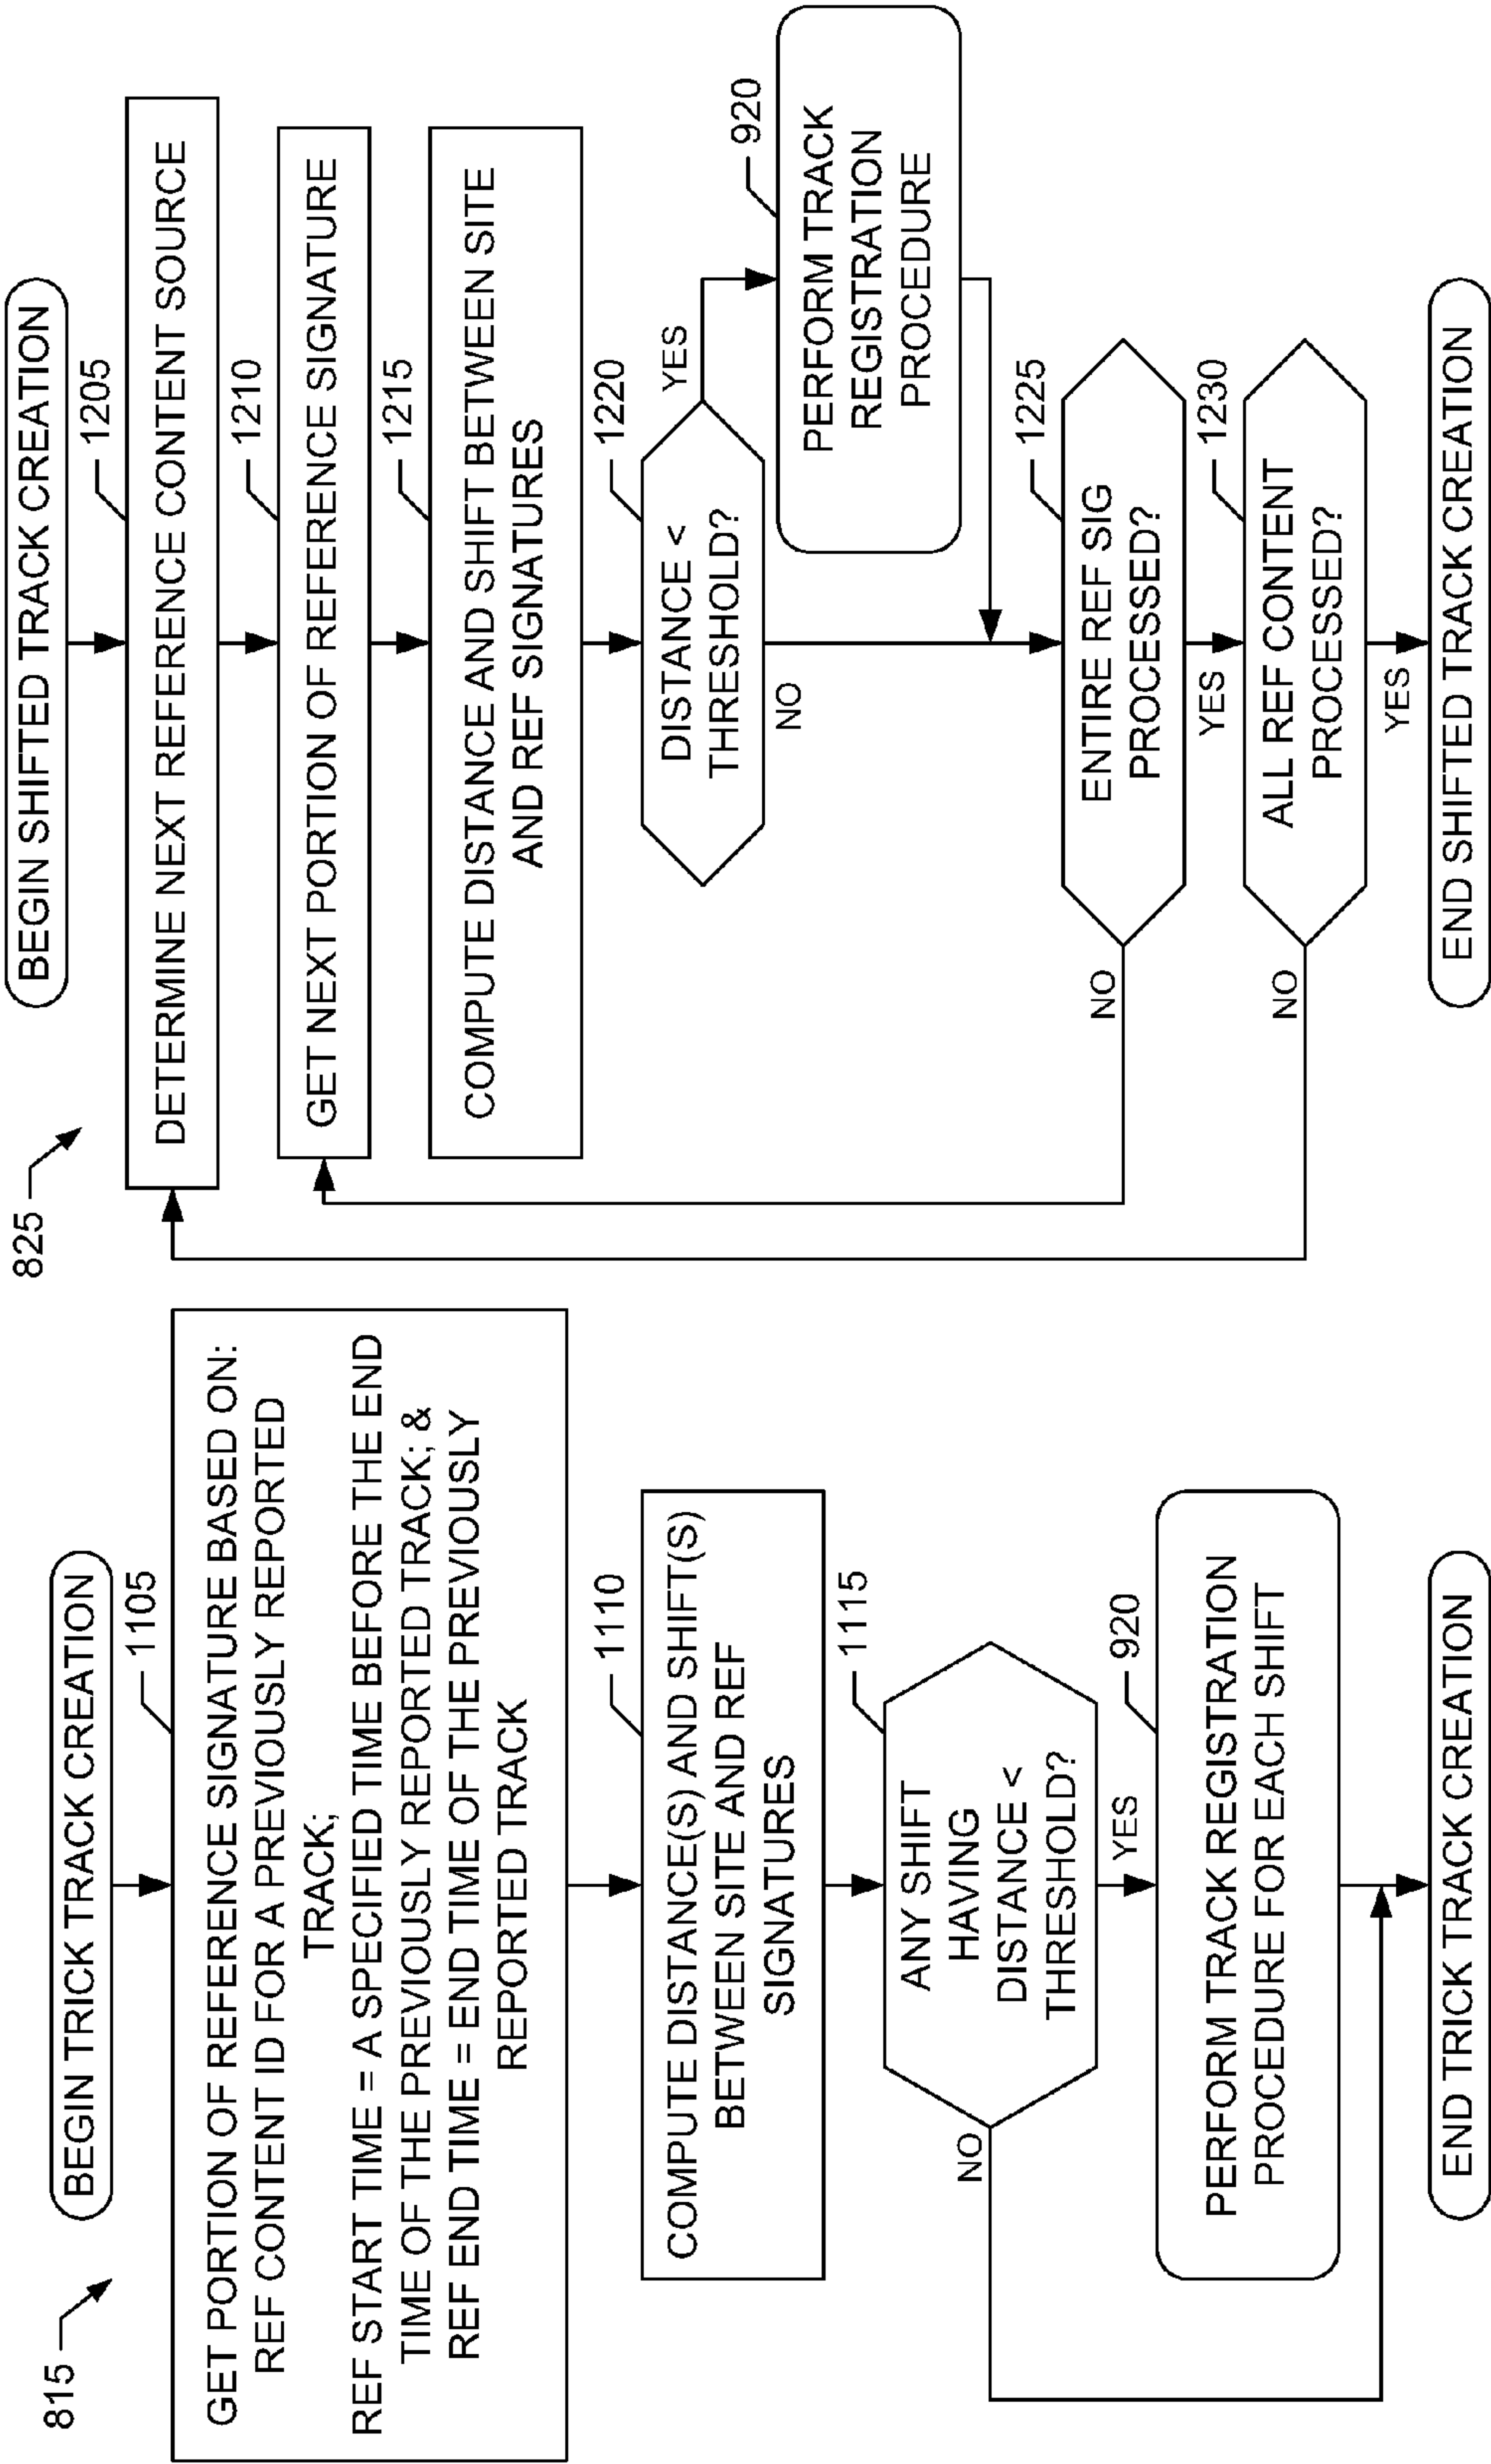 815
BEGIN TRICK TRACK CREATION
1105
GET PORTION OF REFERENCE SIGNATURE BASED ON:
REF CONTENT ID FOR A PREVIOUSLY REPORTED
TRACK;
REF START TIME = A SPECIFIED TIME BEFORE THE END
TIME OF THE PREVIOUSLY REPORTED TRACK; &
REF END TIME = END TIME OF THE PREVIOUSLY
REPORTED TRACK
1110
COMPUTE DISTANCE(S) AND SHIFT(S)
BETWEEN SITE AND REF
SIGNATURES
1115
ANY SHIFT
HAVING
DISTANCE <
THRESHOLD?
NO
YES
920
PERFORM TRACK REGISTRATION
PROCEDURE FOR EACH SHIFT
END TRICK TRACK CREATION
825
BEGIN SHIFTED TRACK CREATION
1205
DETERMINE NEXT REFERENCE CONTENT SOURCE
1210
GET NEXT PORTION OF REFERENCE SIGNATURE
1215
COMPUTE DISTANCE AND SHIFT BETWEEN SITE
AND REF SIGNATURES
1220
DISTANCE <
THRESHOLD?
YES
NO
920
PERFORM TRACK
REGISTRATION
PROCEDURE
1225
ENTIRE REF SIG
PROCESSED?
NO
YES
1230
ALL REF CONTENT
PROCESSED?
NO
YES
END SHIFTED TRACK CREATION